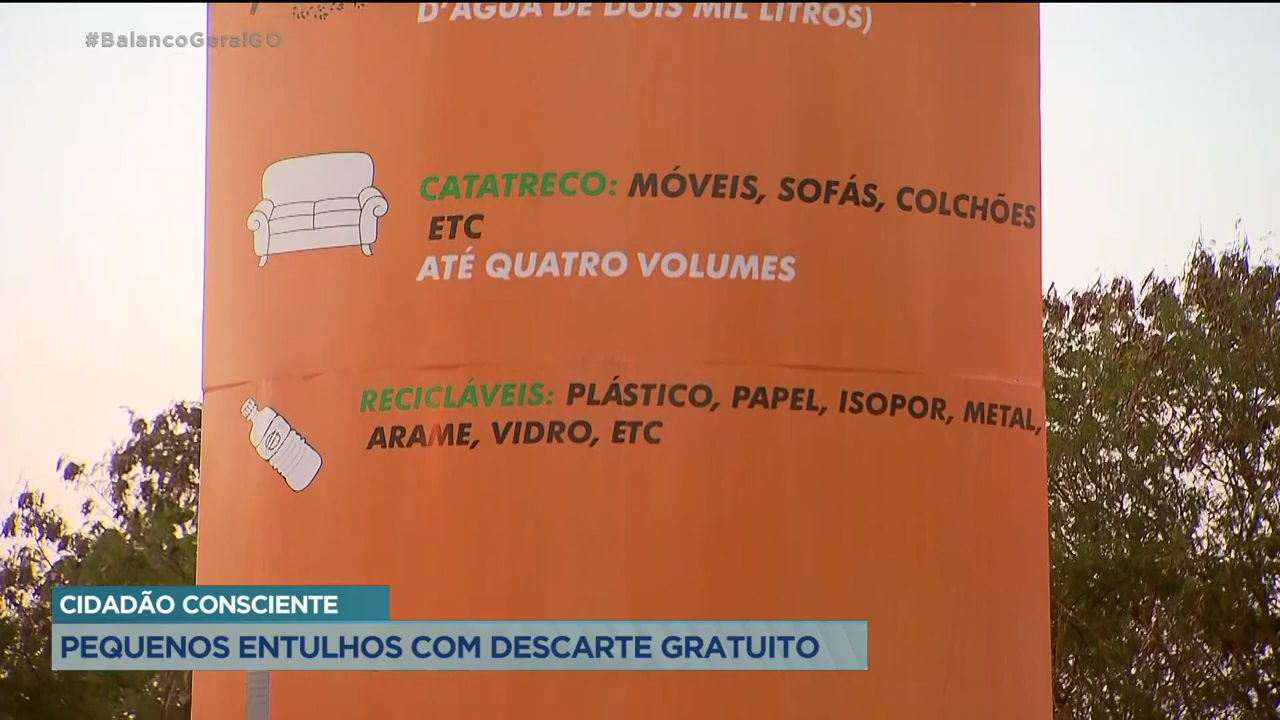 D'ÁGUA DE DOIS MIL LITROS)
#BalancoGeralGO
CATATRECO: MÓVEIS, SOFÁS, COLCHÕES
ETC
ATÉ QUATRO VOLUMES
RECICLÁVEIS: PLÁSTICO, PAPEL, ISOPOR, METAL,
ARAME, VIDRO, ETC
CIDADÃO CONSCIENTE
PEQUENOS ENTULHOS COM DESCARTE GRATUITO